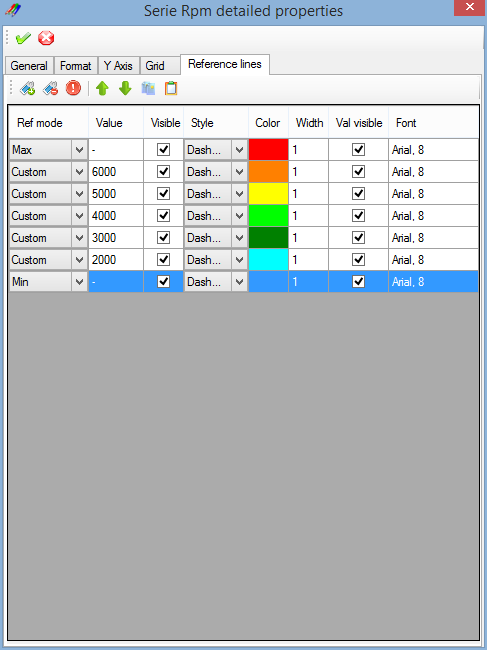 Serie Rpm detailed properties
General Format Y Axis Grid Reference lines
Ref mode Value Visible Style Color Width Val visible Font
Max - Dash... 1 Arial, 8
Custom 6000 Dash... 1 Arial, 8
Custom 5000 Dash... 1 Arial, 8
Custom 4000 Dash... 1 Arial, 8
Custom 3000 Dash... 1 Arial, 8
Custom 2000 Dash... 1 Arial, 8
Min - Dash... 1 Arial, 8